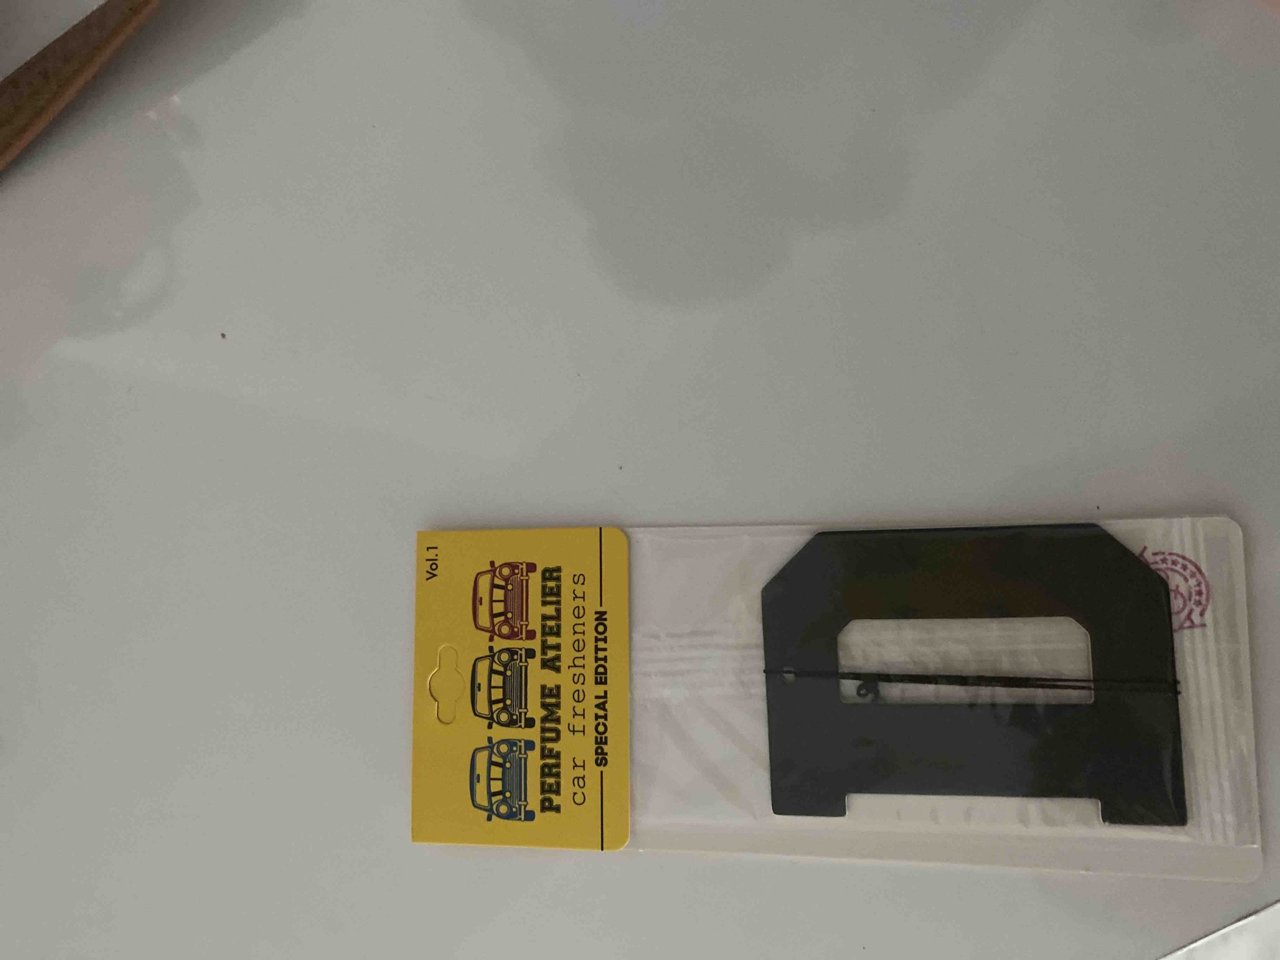 Vol.1
PERFUME ATELIER
car fresheners
SPECIAL EDITION
D